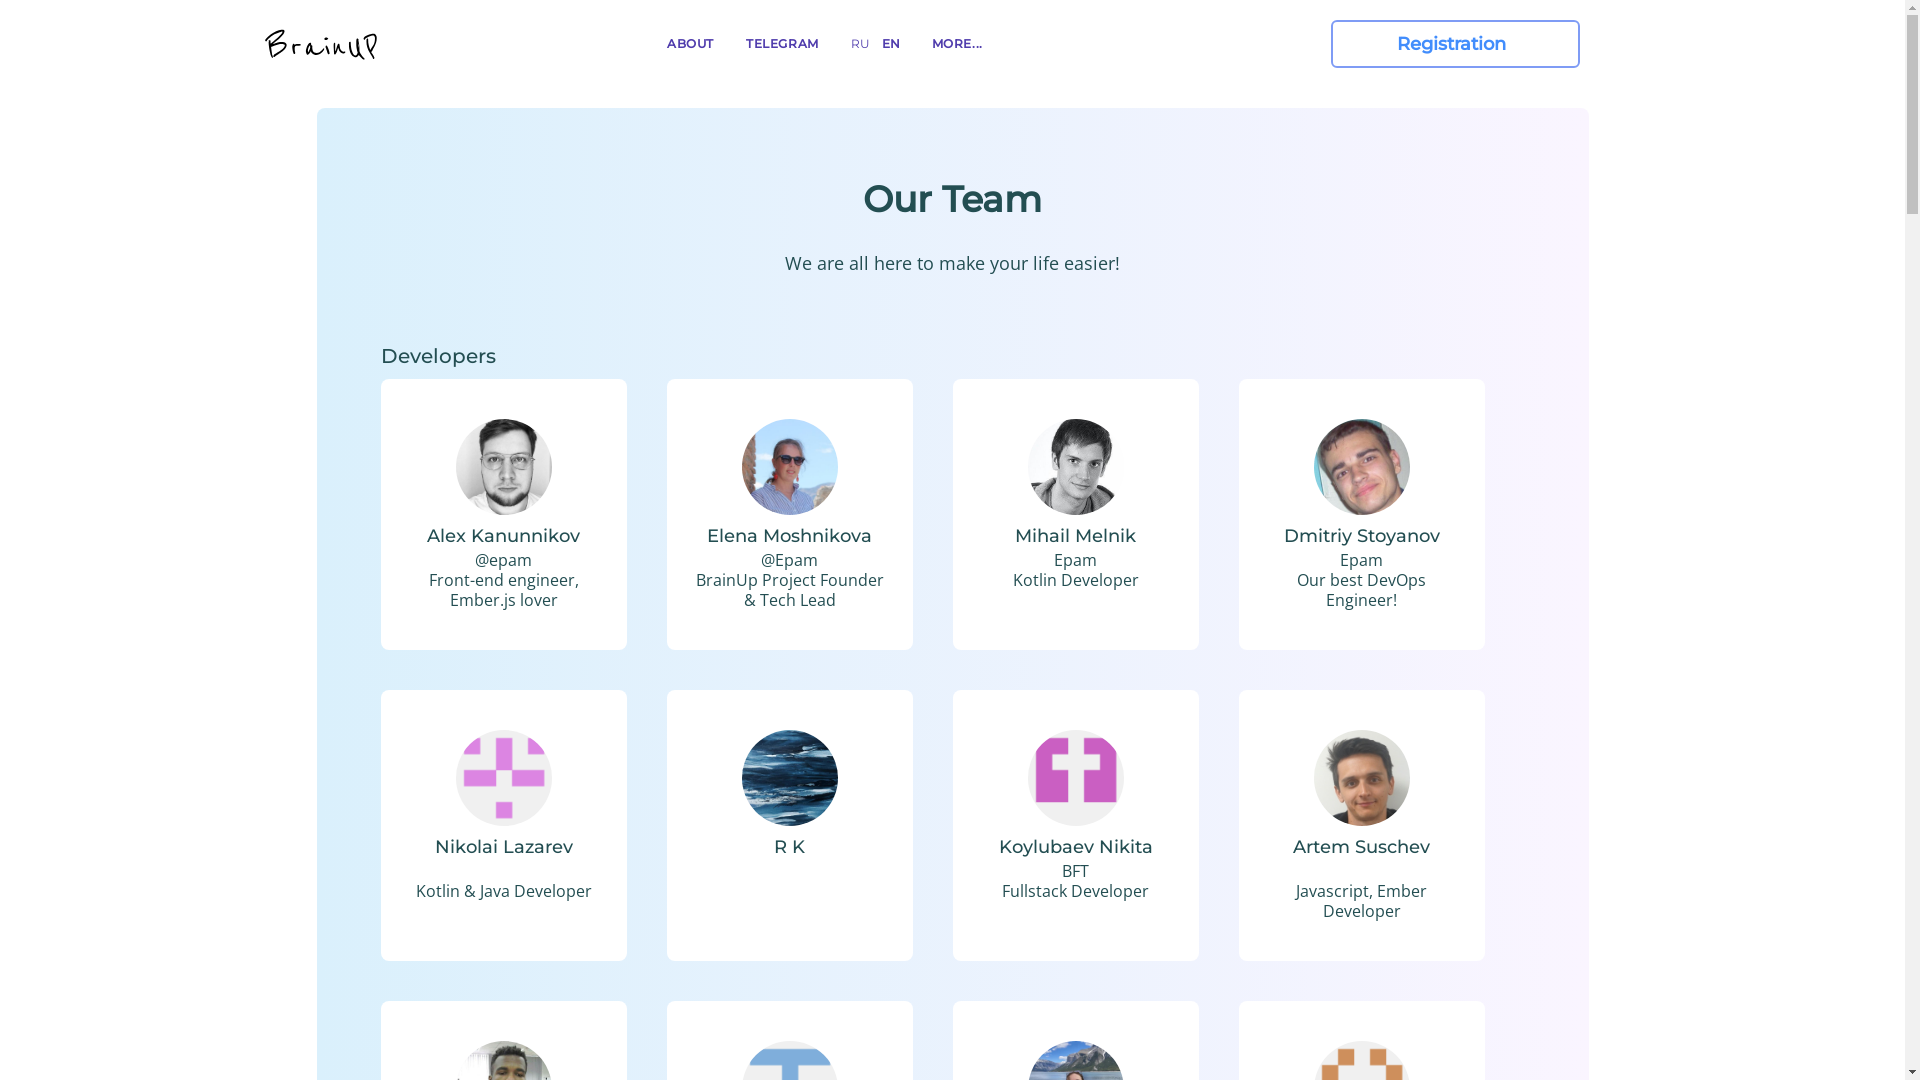 BrainUP
ABOUT
TELEGRAM
RU
EN
MORE...
Registration
Our Team
We are all here to make your life easier!
Developers
Alex Kanunnikov
@epam
Front-end engineer,
Ember.js lover
Elena Moshnikova
@Epam
BrainUp Project Founder
& Tech Lead
Mihail Melnik
Epam
Kotlin Developer
Dmitriy Stoyanov
Epam
Our best DevOps
Engineer!
Nikolai Lazarev
Kotlin & Java Developer
R K
Koylubaev Nikita
BFT
Fullstack Developer
Artem Suschev
Javascript, Ember
Developer